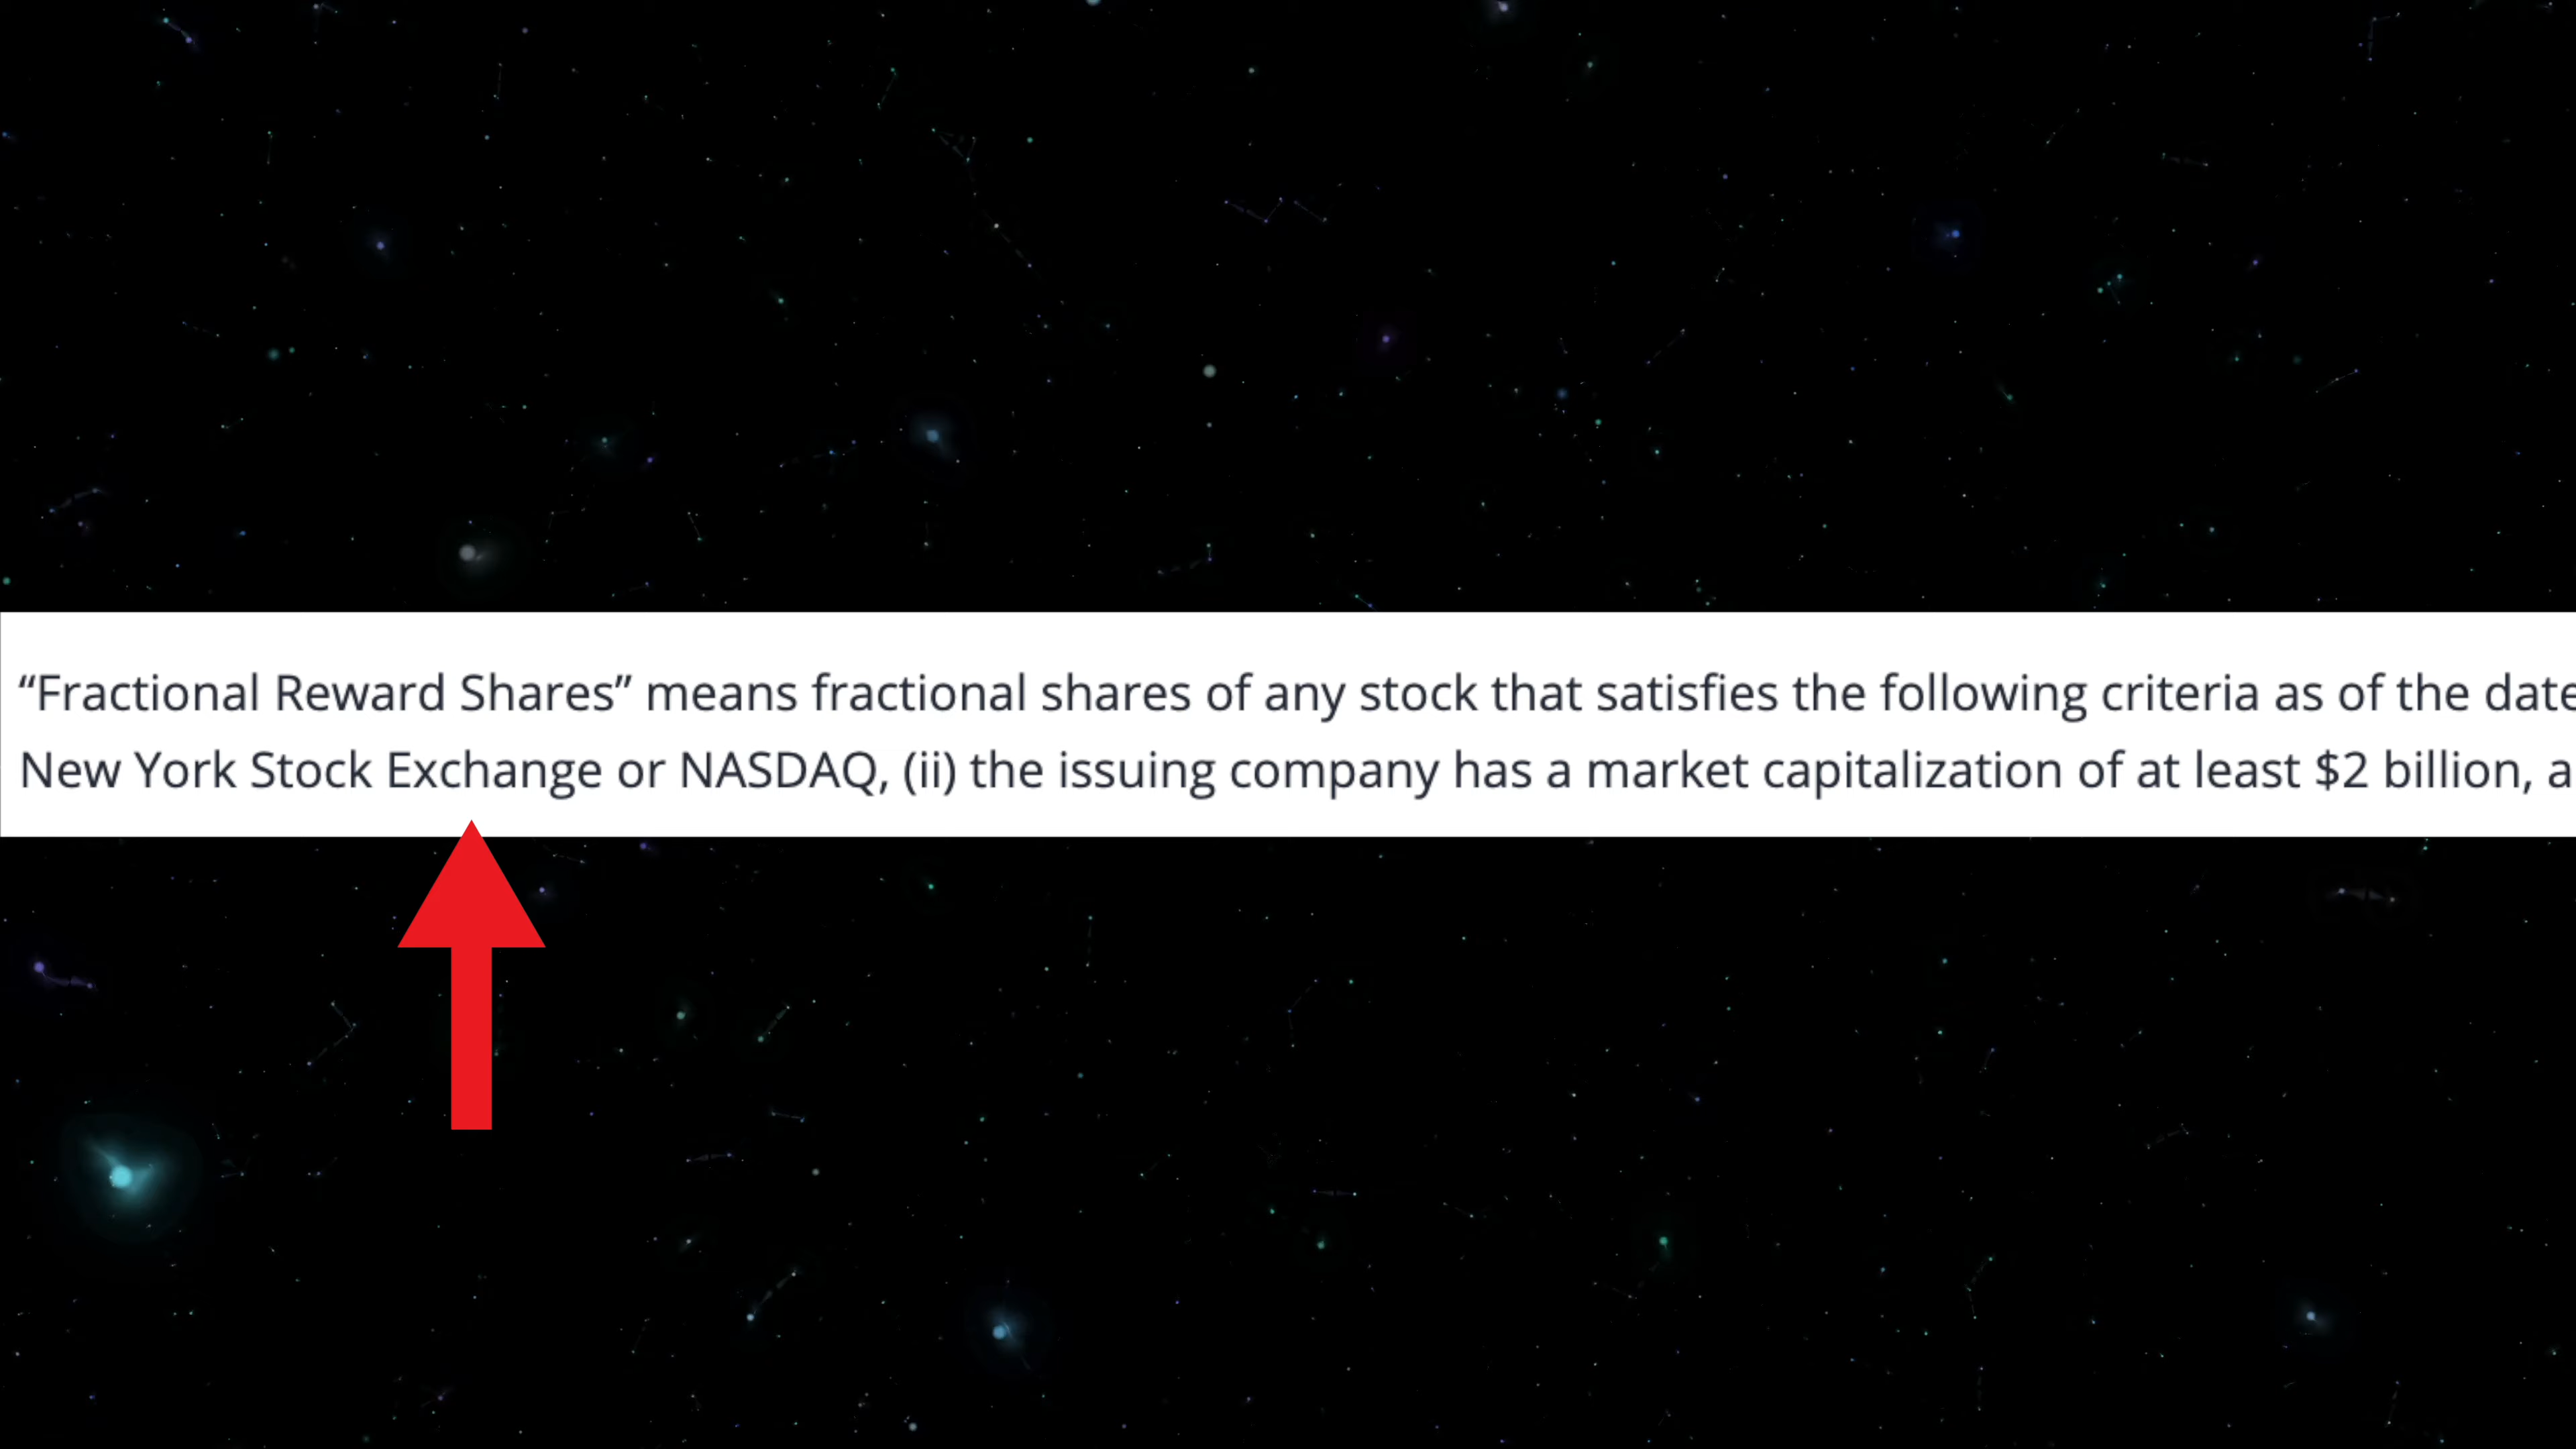 “Fractional Reward Shares” means fractional shares of any stock that satisfies the following criteria as of the date
New York Stock Exchange or NASDAQ, (ii) the issuing company has a market capitalization of at least $2 billion, a